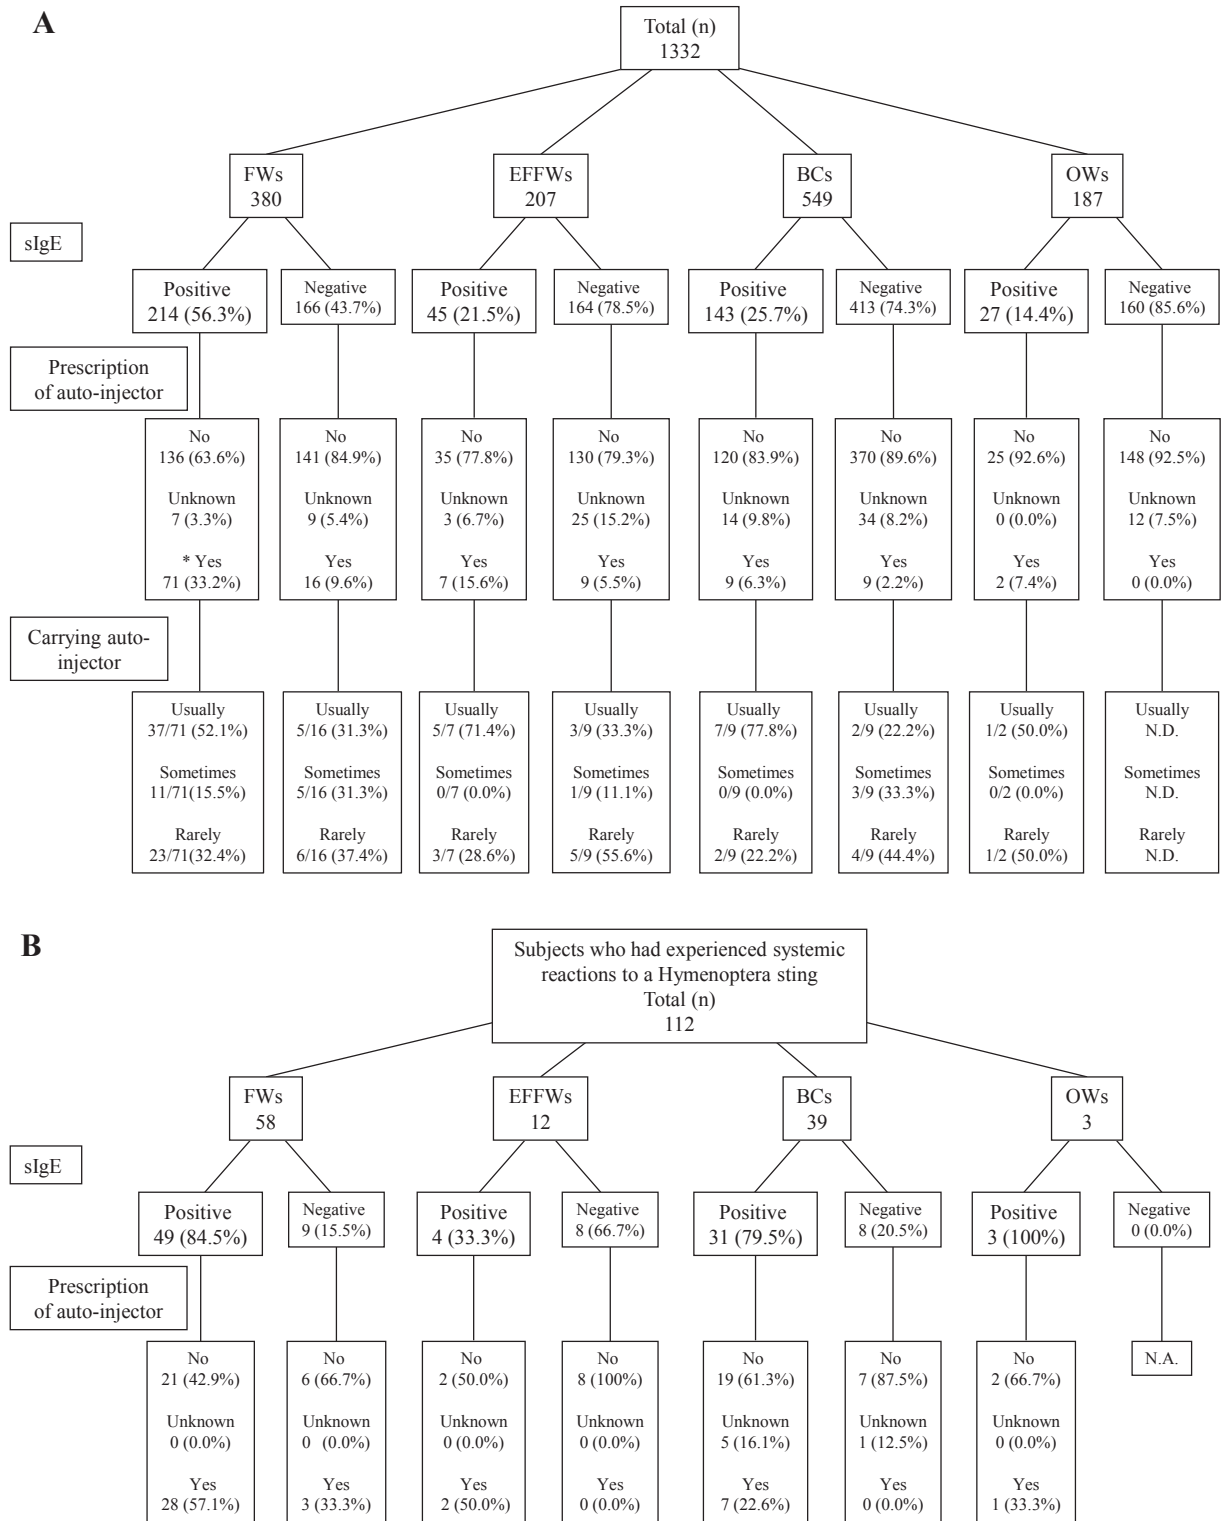 A
Total (n)
1332
FWs
380
EFFWs
207
BCs
549
OWs
187
sIgE
Positive
214 (56.3%)
Negative
166 (43.7%)
Positive
45 (21.5%)
Negative
164 (78.5%)
Positive
143 (25.7%)
Negative
413 (74.3%)
Positive
27 (14.4%)
Negative
160 (85.6%)
Prescription
of auto-injector
No
136 (63.6%)
Unknown
7 (3.3%)
* Yes
71 (33.2%)
No
141 (84.9%)
Unknown
9 (5.4%)
Yes
16 (9.6%)
No
35 (77.8%)
Unknown
3 (6.7%)
Yes
7 (15.6%)
No
130 (79.3%)
Unknown
25 (15.2%)
Yes
9 (5.5%)
No
120 (83.9%)
Unknown
14 (9.8%)
Yes
9 (6.3%)
No
370 (89.6%)
Unknown
34 (8.2%)
Yes
9 (2.2%)
No
25 (92.6%)
Unknown
0 (0.0%)
Yes
2 (7.4%)
No
148 (92.5%)
Unknown
12 (7.5%)
Yes
0 (0.0%)
Carrying auto-
injector
Usually
37/71 (52.1%)
Sometimes
11/71(15.5%)
Rarely
23/71(32.4%)
Usually
5/16 (31.3%)
Sometimes
5/16 (31.3%)
Rarely
6/16 (37.4%)
Usually
5/7 (71.4%)
Sometimes
0/7 (0.0%)
Rarely
3/7 (28.6%)
Usually
3/9 (33.3%)
Sometimes
1/9 (11.1%)
Rarely
5/9 (55.6%)
Usually
7/9 (77.8%)
Sometimes
0/9 (0.0%)
Rarely
2/9 (22.2%)
Usually
2/9 (22.2%)
Sometimes
3/9 (33.3%)
Rarely
4/9 (44.4%)
Usually
1/2 (50.0%)
Sometimes
0/2 (0.0%)
Rarely
1/2 (50.0%)
Usually
N.D.
Sometimes
N.D.
Rarely
N.D.
B
Subjects who had experienced systemic
reactions to a Hymenoptera sting
Total (n)
112
FWs
58
EFFWs
12
BCs
39
OWs
3
sIgE
Positive
49 (84.5%)
Negative
9 (15.5%)
Positive
4 (33.3%)
Negative
8 (66.7%)
Positive
31 (79.5%)
Negative
8 (20.5%)
Positive
3 (100%)
Negative
0 (0.0%)
Prescription
of auto-injector
No
21 (42.9%)
Unknown
0 (0.0%)
Yes
28 (57.1%)
No
6 (66.7%)
Unknown
0 (0.0%)
Yes
3 (33.3%)
No
2 (50.0%)
Unknown
0 (0.0%)
Yes
2 (50.0%)
No
8 (100%)
Unknown
0 (0.0%)
Yes
0 (0.0%)
No
19 (61.3%)
Unknown
5 (16.1%)
Yes
7 (22.6%)
No
7 (87.5%)
Unknown
1 (12.5%)
Yes
0 (0.0%)
No
2 (66.7%)
Unknown
0 (0.0%)
Yes
1 (33.3%)
N.A.